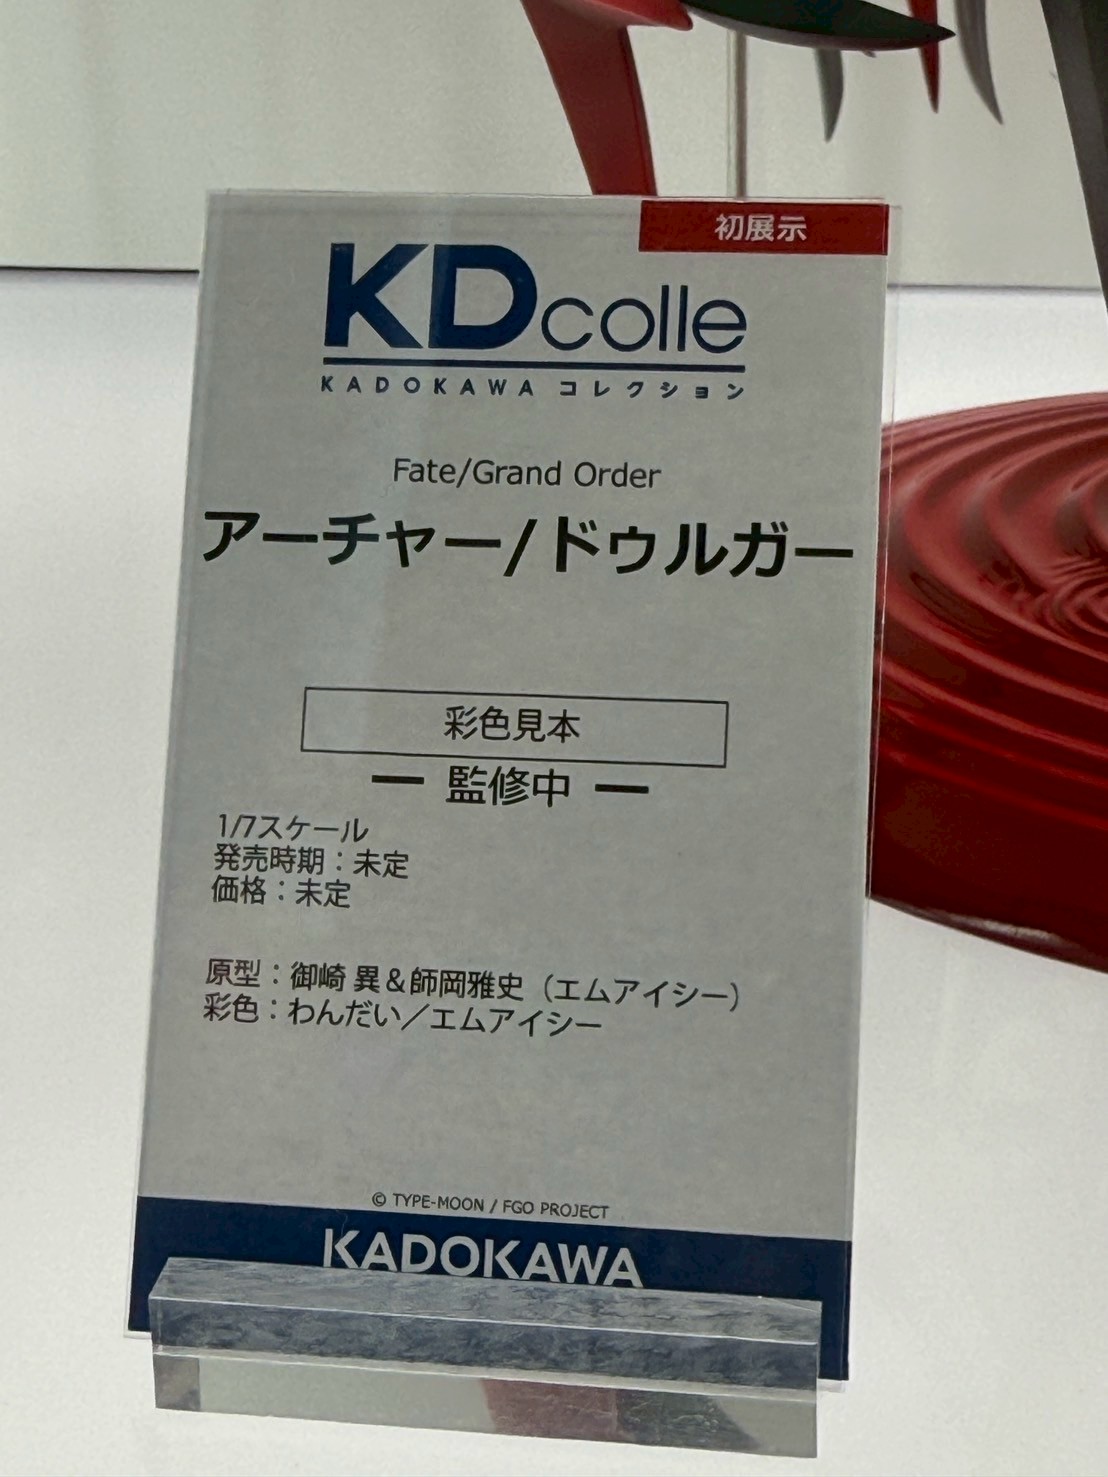 初展示
KDcolle
KADOKAWA コレクション
Fate/Grand Order
アーチャー/ドゥルガー
彩色見本
― 監修中 ―
1/7スケール
発売時期：未定
価格：未定
原型：御崎 異＆師岡雅史（エムアイシー）
彩色：わんだい／エムアイシー
© TYPE-MOON / FGO PROJECT
KADOKAWA